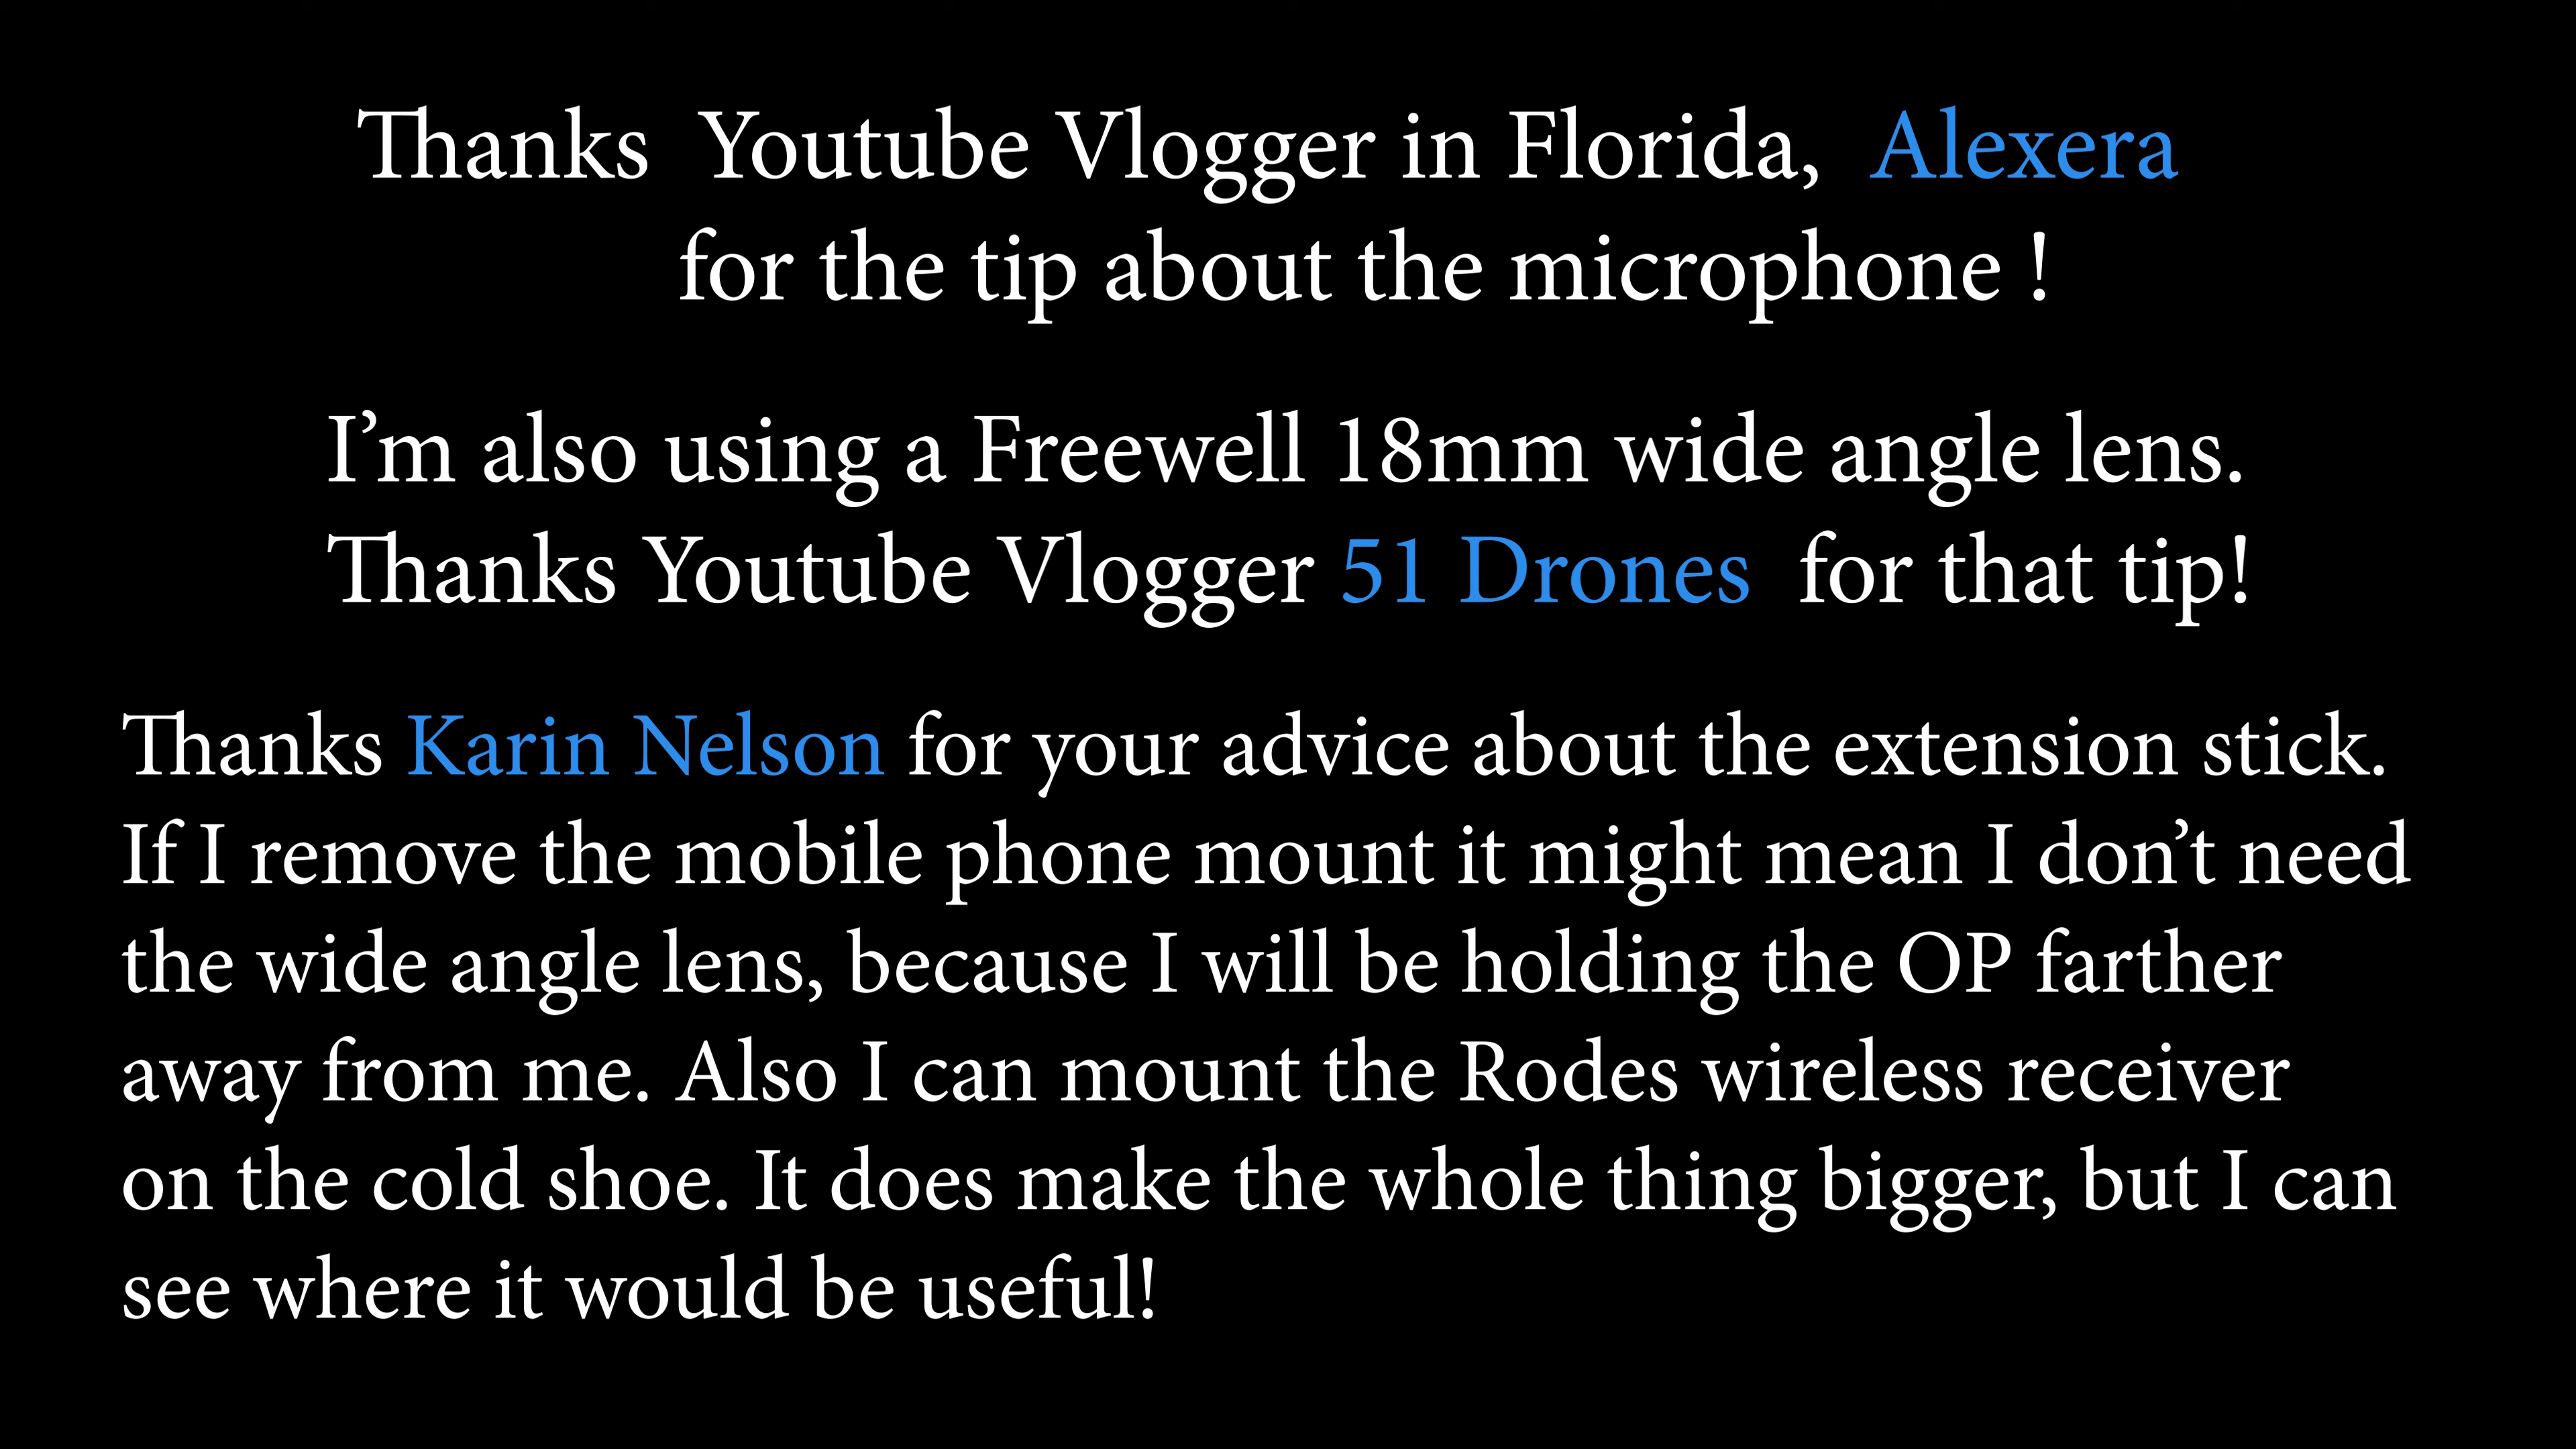 Thanks  Youtube Vlogger in Florida,  Alexera
for the tip about the microphone !
I’m also using a Freewell 18mm wide angle lens.
Thanks Youtube Vlogger 51 Drones  for that tip!
Thanks Karin Nelson for your advice about the extension stick.
If I remove the mobile phone mount it might mean I don’t need
the wide angle lens, because I will be holding the OP farther
away from me. Also I can mount the Rodes wireless receiver
on the cold shoe. It does make the whole thing bigger, but I can
see where it would be useful!